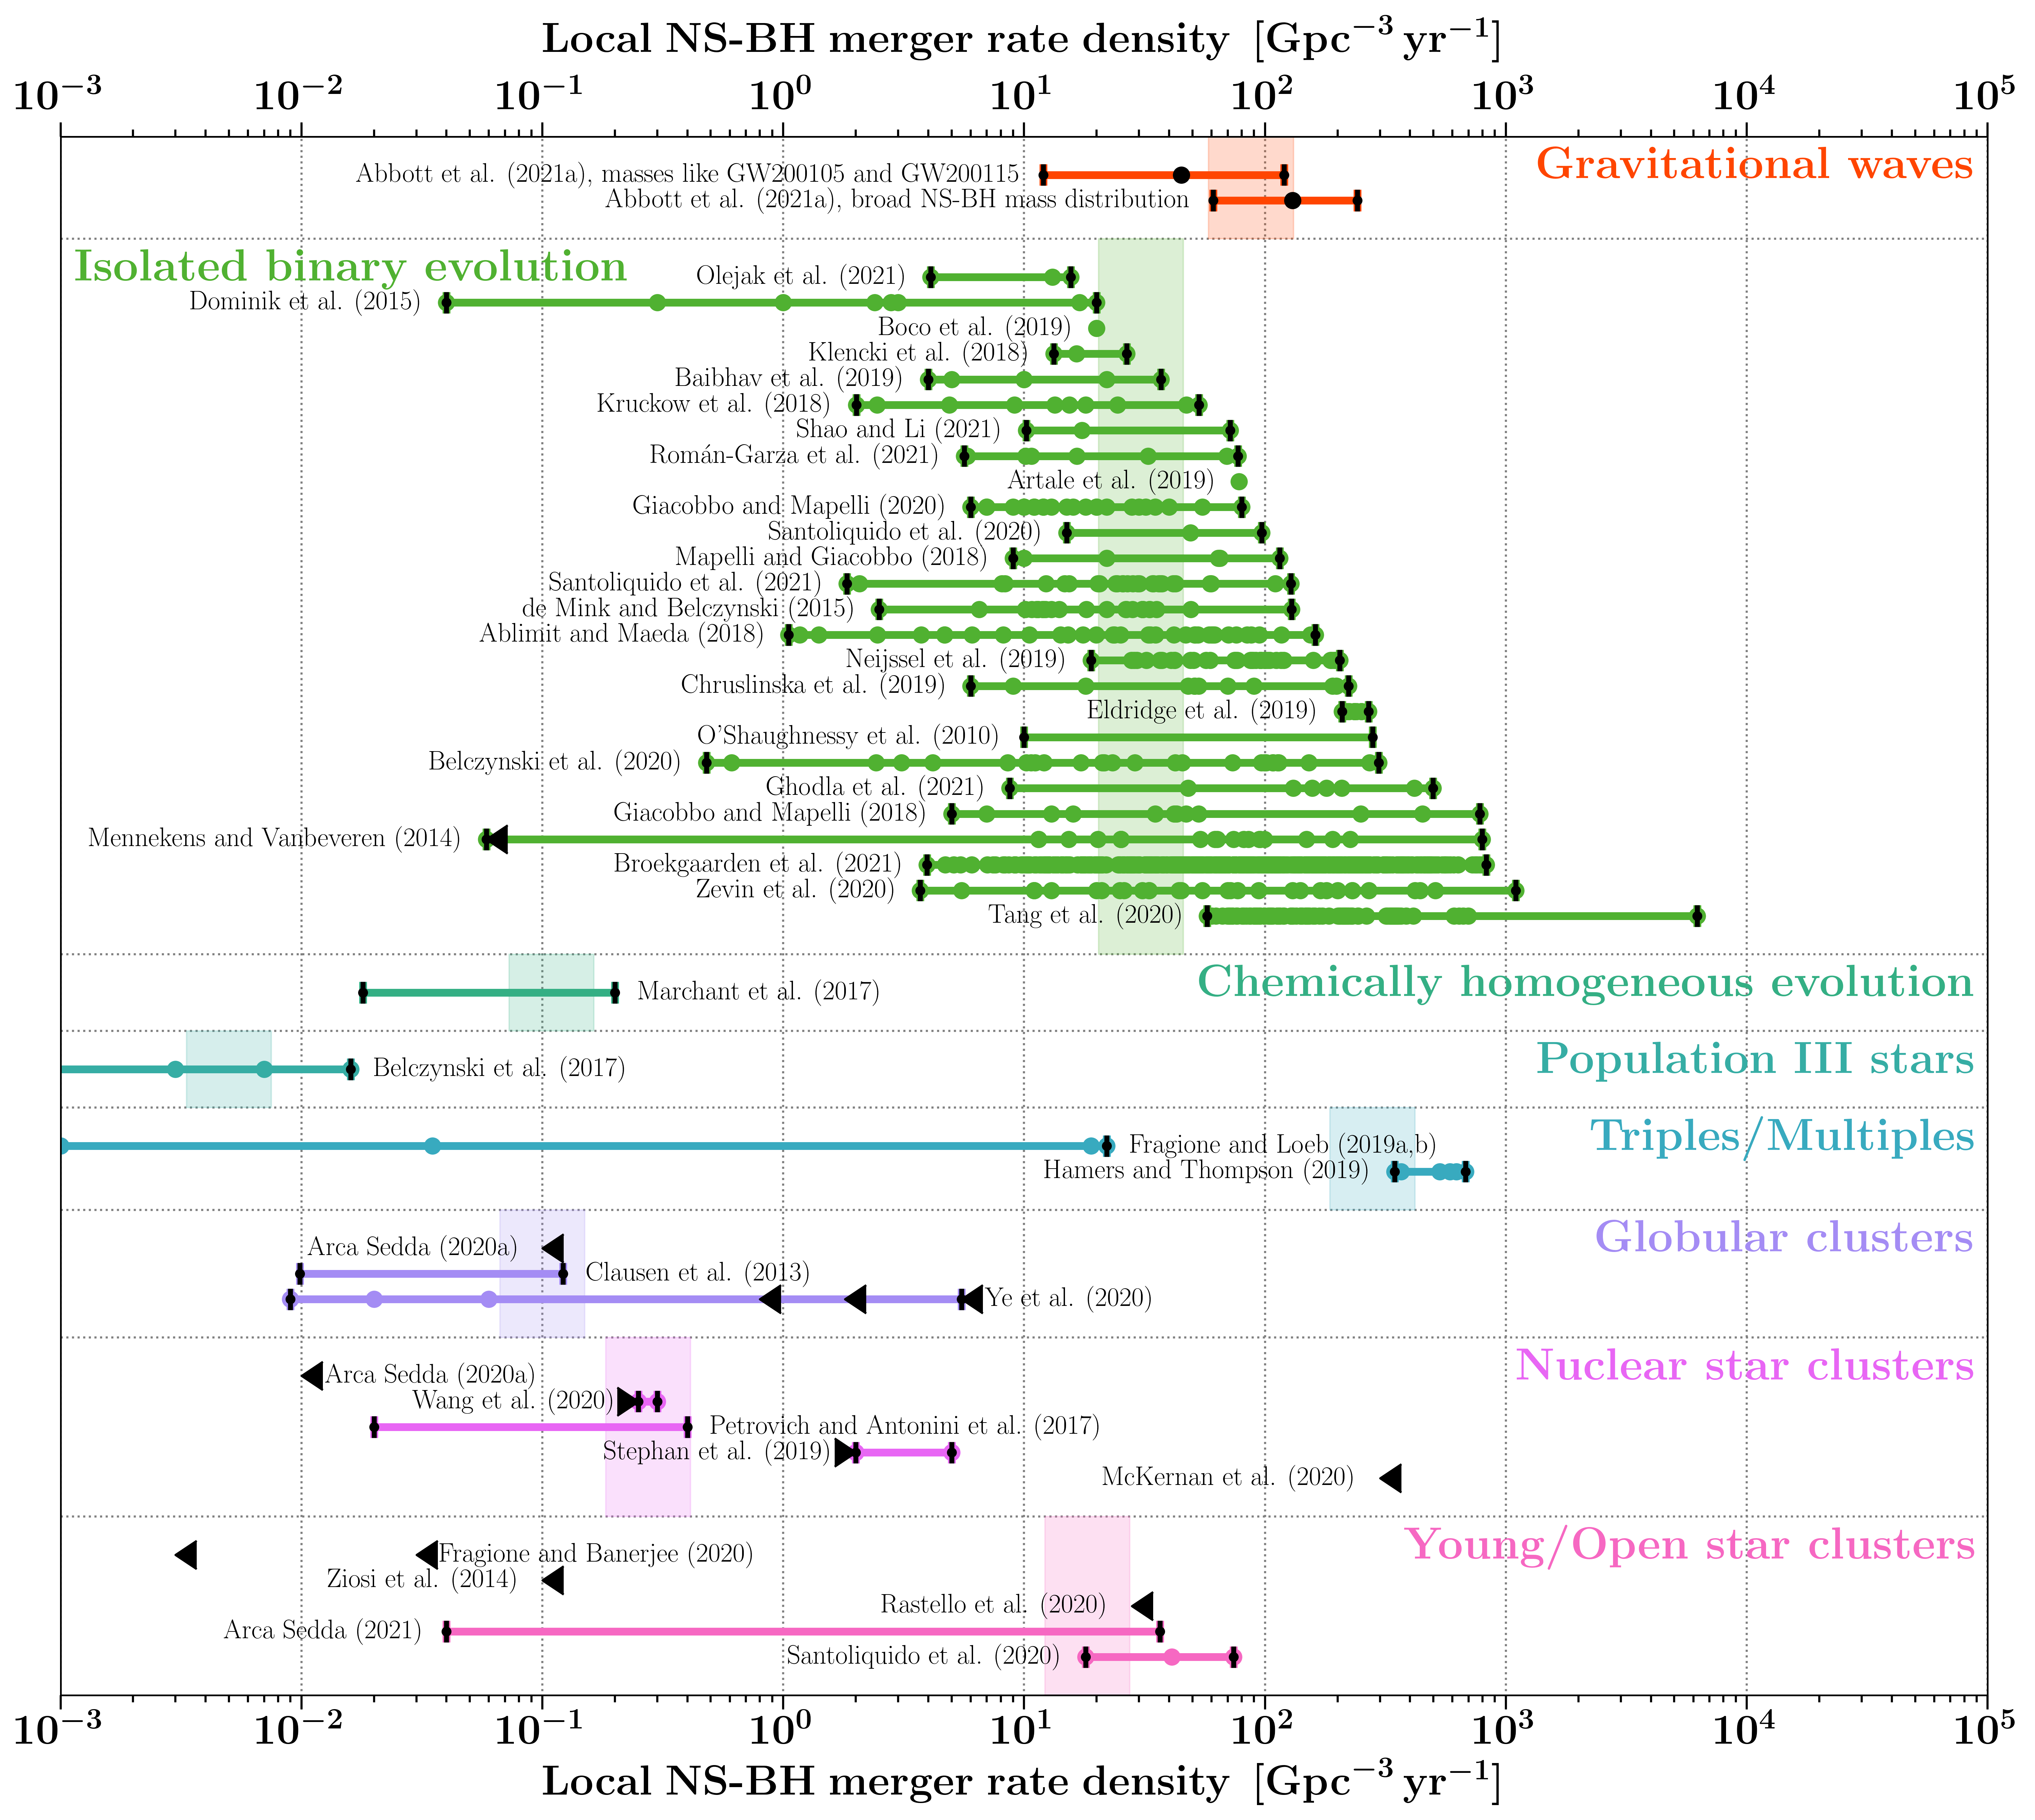 Local NS-BH merger rate density [Gpc⁻³ yr⁻¹]
10⁻³ 10⁻² 10⁻¹ 10⁰ 10¹ 10² 10³ 10⁴ 10⁵
Gravitational waves
Abbott et al. (2021a), masses like GW200105 and GW200115
Abbott et al. (2021a), broad NS-BH mass distribution
Isolated binary evolution
Olejak et al. (2021)
Dominik et al. (2015)
Boco et al. (2019)
Klencki et al. (2018)
Baibhav et al. (2019)
Kruckow et al. (2018)
Shao and Li (2021)
Román-Garza et al. (2021)
Artale et al. (2019)
Giacobbo and Mapelli (2020)
Santoliquido et al. (2020)
Mapelli and Giacobbo (2018)
Santoliquido et al. (2021)
de Mink and Belczynski (2015)
Ablimit and Maeda (2018)
Neijssel et al. (2019)
Chruslinska et al. (2019)
Eldridge et al. (2019)
O'Shaughnessy et al. (2010)
Belczynski et al. (2020)
Ghodla et al. (2021)
Giacobbo and Mapelli (2018)
Mennekens and Vanbeveren (2014)
Broekgaarden et al. (2021)
Zevin et al. (2020)
Tang et al. (2020)
Chemically homogeneous evolution
Marchant et al. (2017)
Population III stars
Belczynski et al. (2017)
Triples/Multiples
Fragione and Loeb (2019a,b)
Hamers and Thompson (2019)
Globular clusters
Arca Sedda (2020a)
Clausen et al. (2013)
Ye et al. (2020)
Nuclear star clusters
Arca Sedda (2020a)
Wang et al. (2020)
Petrovich and Antonini et al. (2017)
Stephan et al. (2019)
McKernan et al. (2020)
Young/Open star clusters
Fragione and Banerjee (2020)
Ziosi et al. (2014)
Rastello et al. (2020)
Arca Sedda (2021)
Santoliquido et al. (2020)
10⁻³ 10⁻² 10⁻¹ 10⁰ 10¹ 10² 10³ 10⁴ 10⁵
Local NS-BH merger rate density [Gpc⁻³ yr⁻¹]